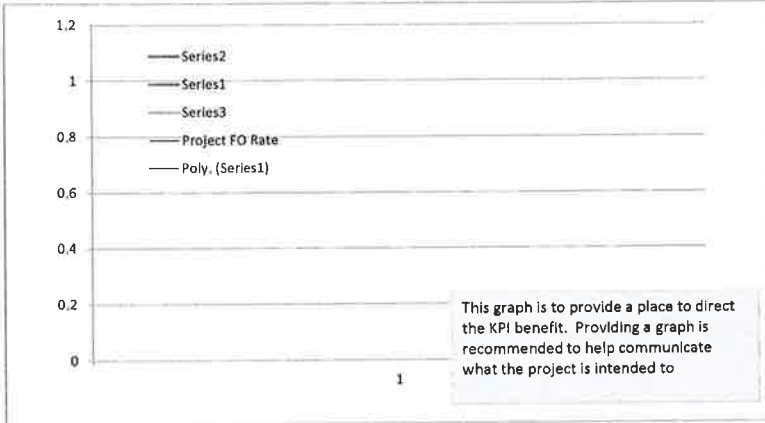 1.2
Series2
1
Series1
Series3
0.8
Project FO Rate
Poly. (Series1)
0.6
0.4
0.2
0
1
This graph is to provide a place to direct
the KPI benefit. Providing a graph is
recommended to help communicate
what the project is intended to